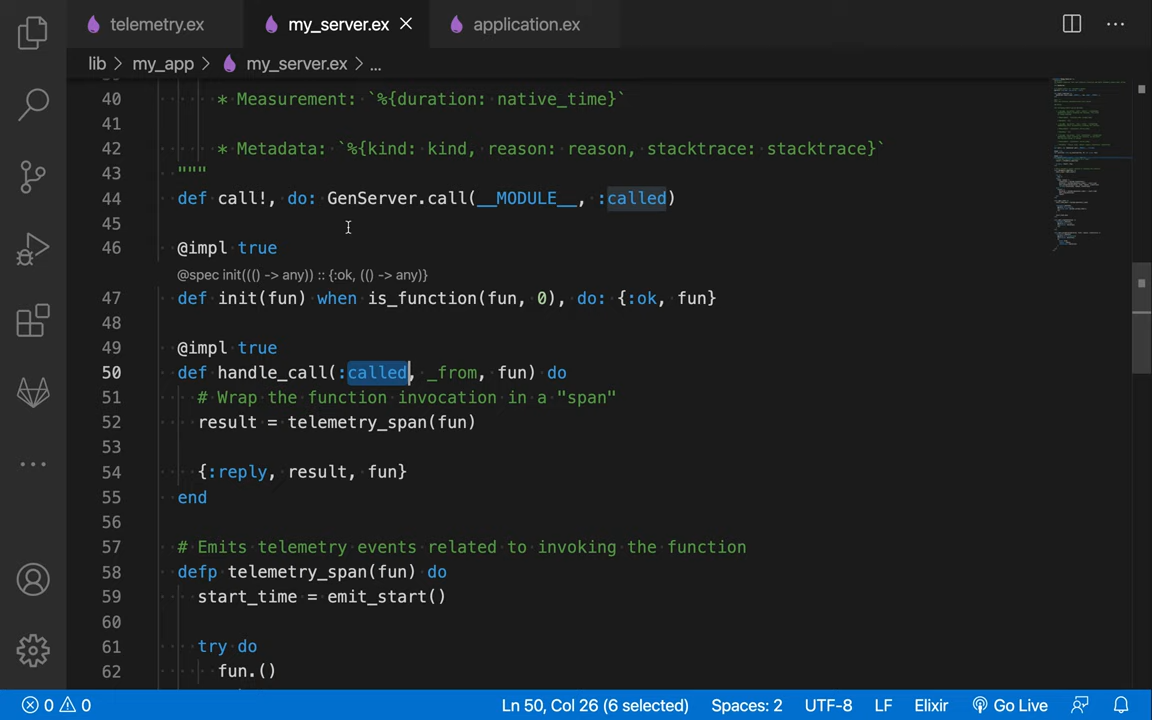 telemetry.ex
my_server.ex
application.ex
lib > my_app > my_server.ex > ...
40 * Measurement: `%{duration: native_time}`
41
42 * Metadata: `%{kind: kind, reason: reason, stacktrace: stacktrace}`
43 """
44 def call!, do: GenServer.call(__MODULE__, :called)
45
46 @impl true
@spec init((() -> any)) :: {:ok, (() -> any)}
47 def init(fun) when is_function(fun, 0), do: {:ok, fun}
48
49 @impl true
50 def handle_call(:called, _from, fun) do
51 # Wrap the function invocation in a "span"
52 result = telemetry_span(fun)
53
54 {:reply, result, fun}
55 end
56
57 # Emits telemetry events related to invoking the function
58 defp telemetry_span(fun) do
59 start_time = emit_start()
60
61 try do
62 fun.()
0 0 Ln 50, Col 26 (6 selected) Spaces: 2 UTF-8 LF Elixir Go Live